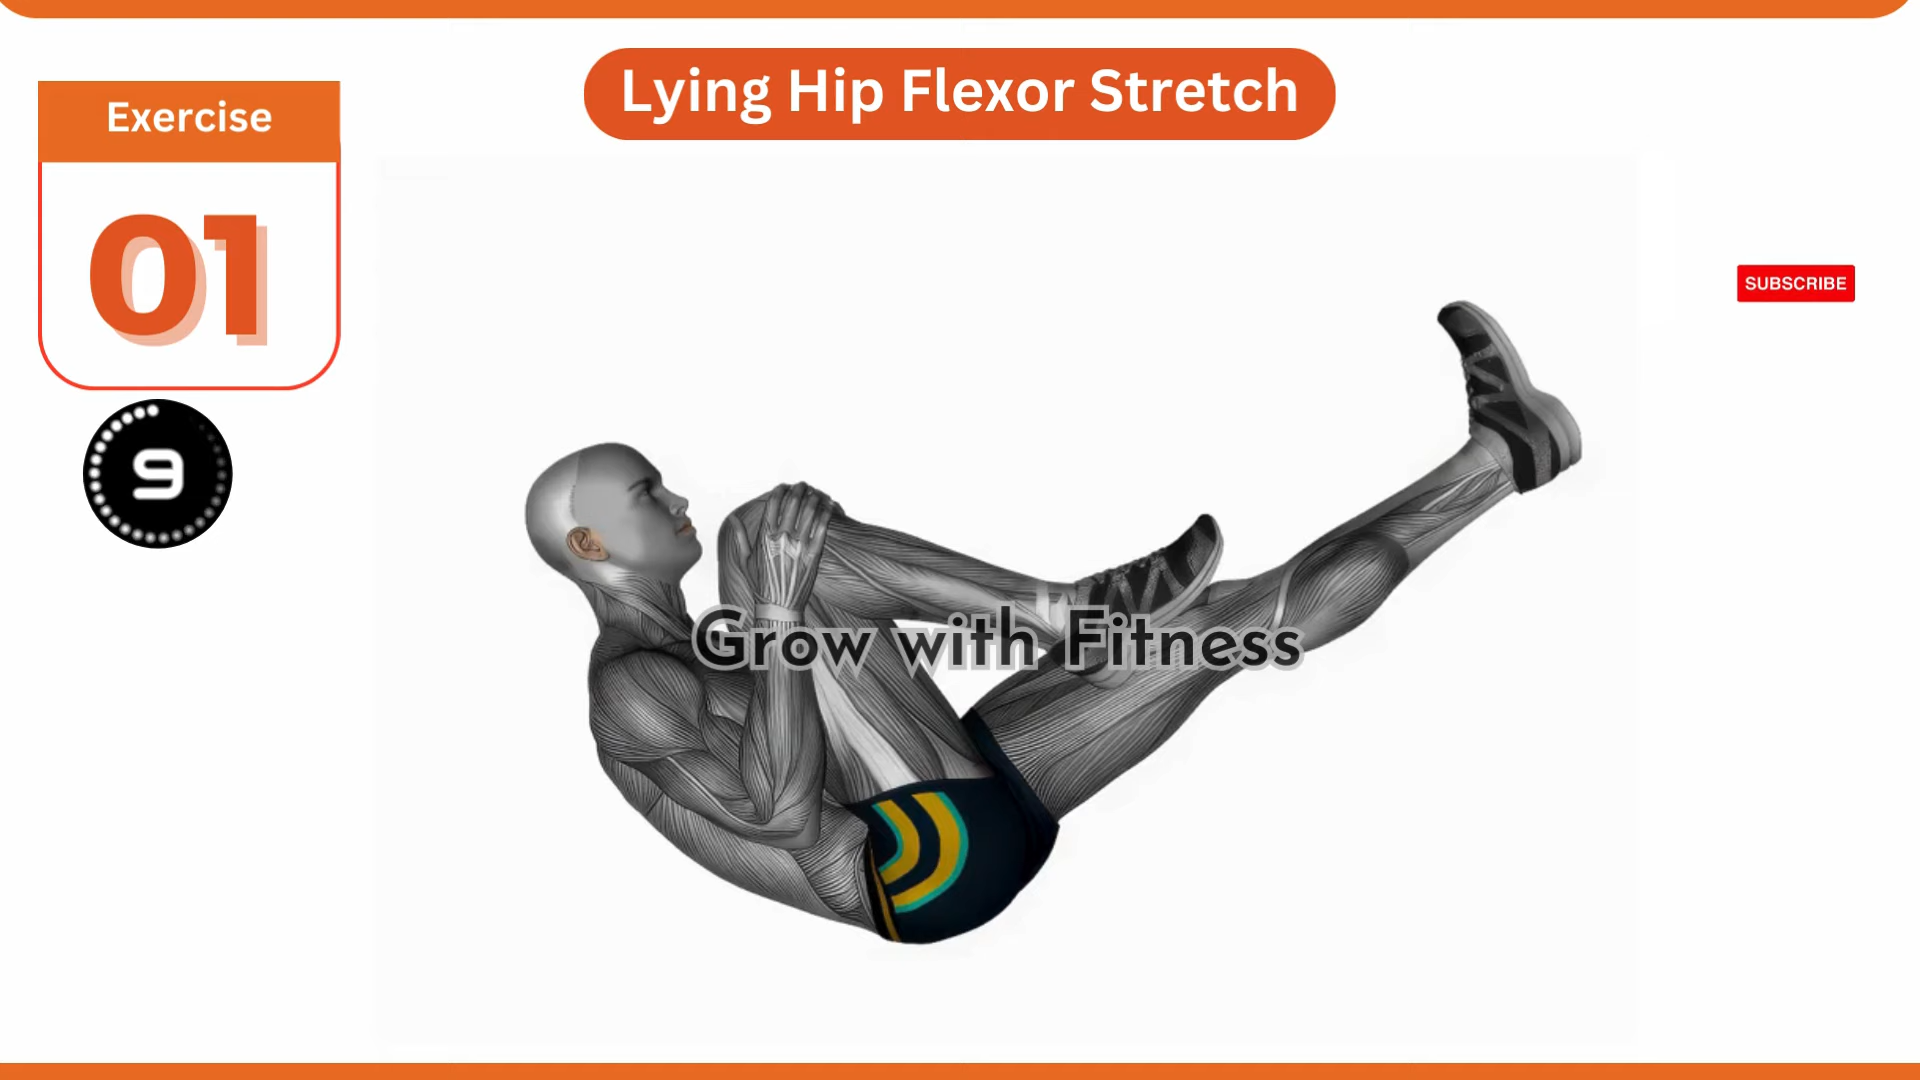 Lying Hip Flexor Stretch
Exercise
01
SUBSCRIBE
9
Grow with Fitness